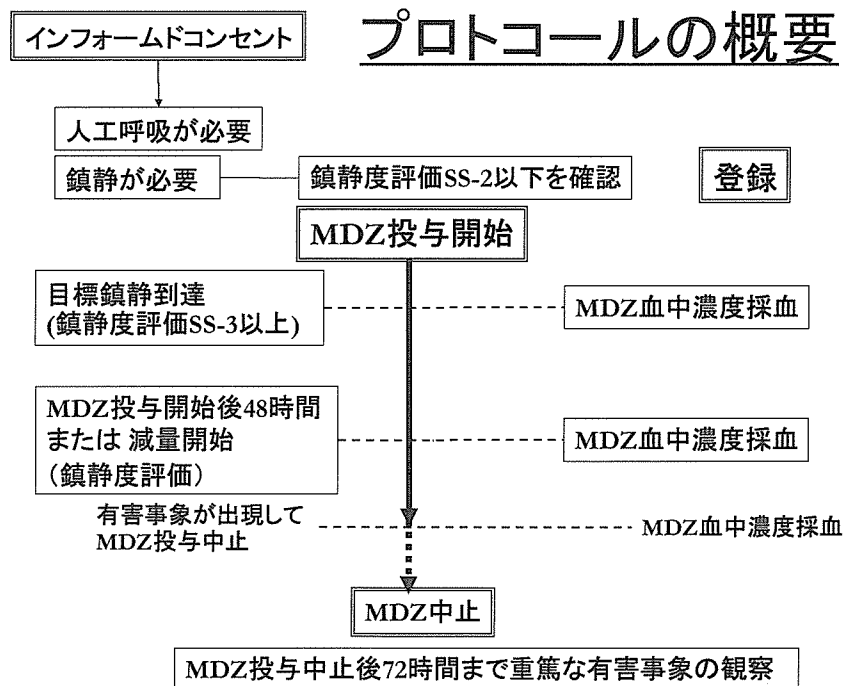 プロトコールの概要
インフォームドコンセント
人工呼吸が必要
鎮静が必要
鎮静度評価SS-2以下を確認
登録
MDZ投与開始
目標鎮静到達
(鎮静度評価SS-3以上)
MDZ血中濃度採血
MDZ投与開始後48時間
または 減量開始
（鎮静度評価）
MDZ血中濃度採血
有害事象が出現して
MDZ投与中止
MDZ血中濃度採血
MDZ中止
MDZ投与中止後72時間まで重篤な有害事象の観察